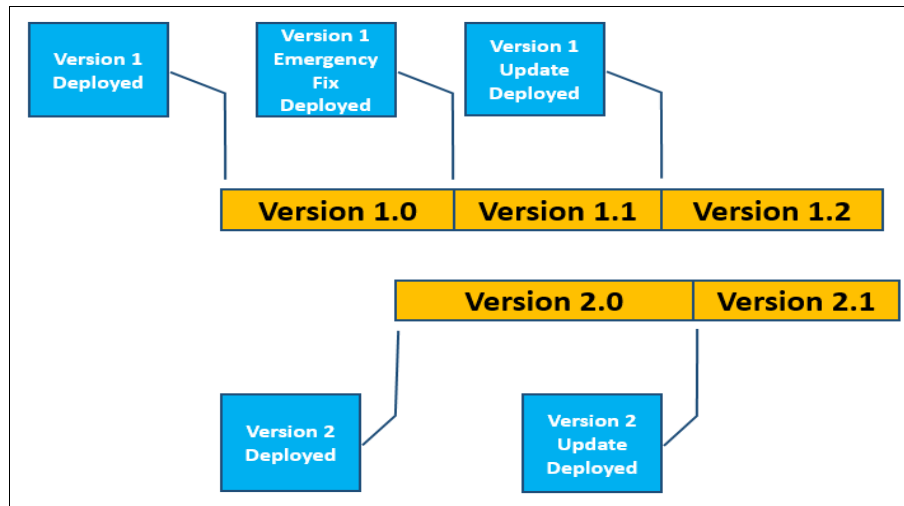 Version 1
Deployed
Version 1
Emergency
Fix
Deployed
Version 1
Update
Deployed
Version 1.0
Version 1.1
Version 1.2
Version 2.0
Version 2.1
Version 2
Deployed
Version 2
Update
Deployed